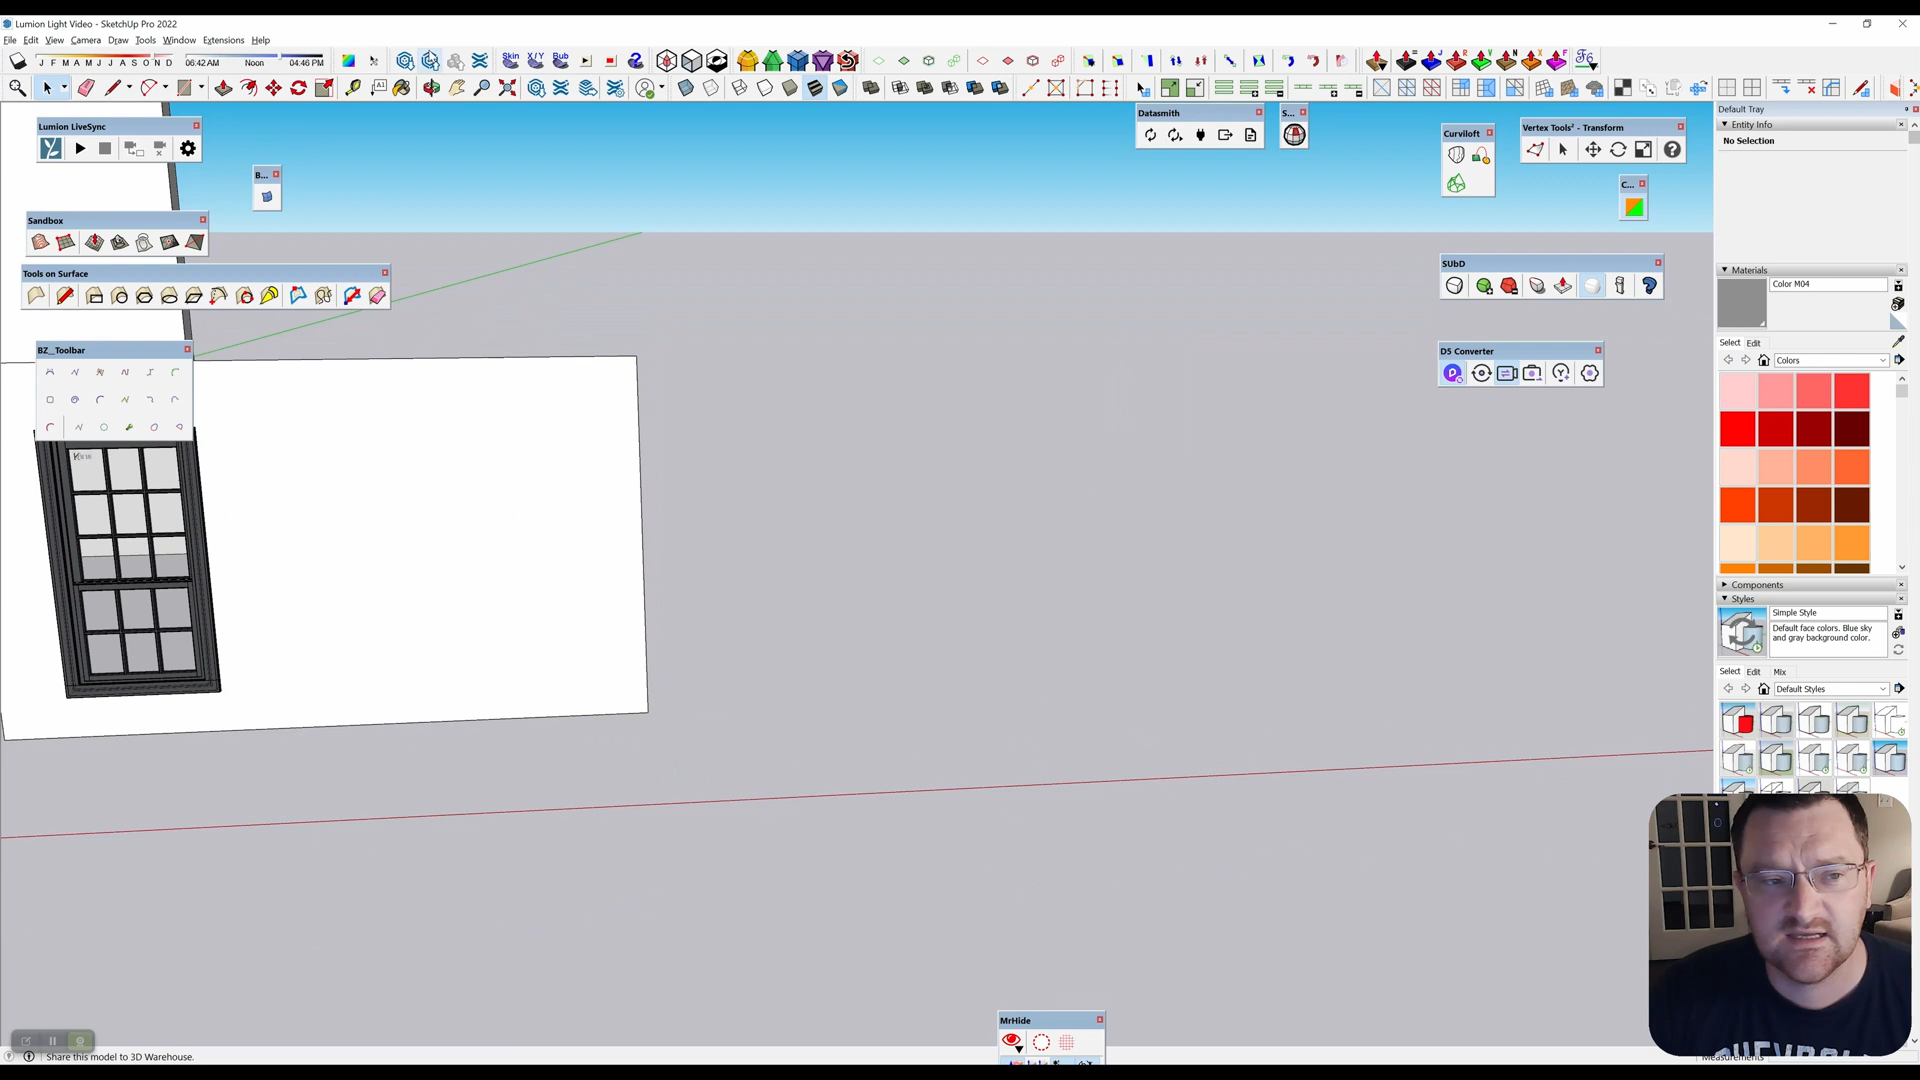 Lumion Light Video - SketchUp Pro 2022
File Edit View Camera Draw Tools Window Extensions Help
J F M A M J J A S O N D 06:42 AM Noon 04:46 PM
Skin X/Y Bub
Lumion LiveSync
B...
Sandbox
Tools on Surface
BZ__Toolbar
Datasmith
S...
Curviloft
Vertex Tools² - Transform
C...
SUbD
D5 Converter
MrHide
Default Tray
Entity Info
No Selection
Materials
Color M04
Select Edit
Colors
Components
Styles
Simple Style
Default face colors. Blue sky
and gray background color.
Select Edit Mix
Default Styles
Share this model to 3D Warehouse.
Measurements